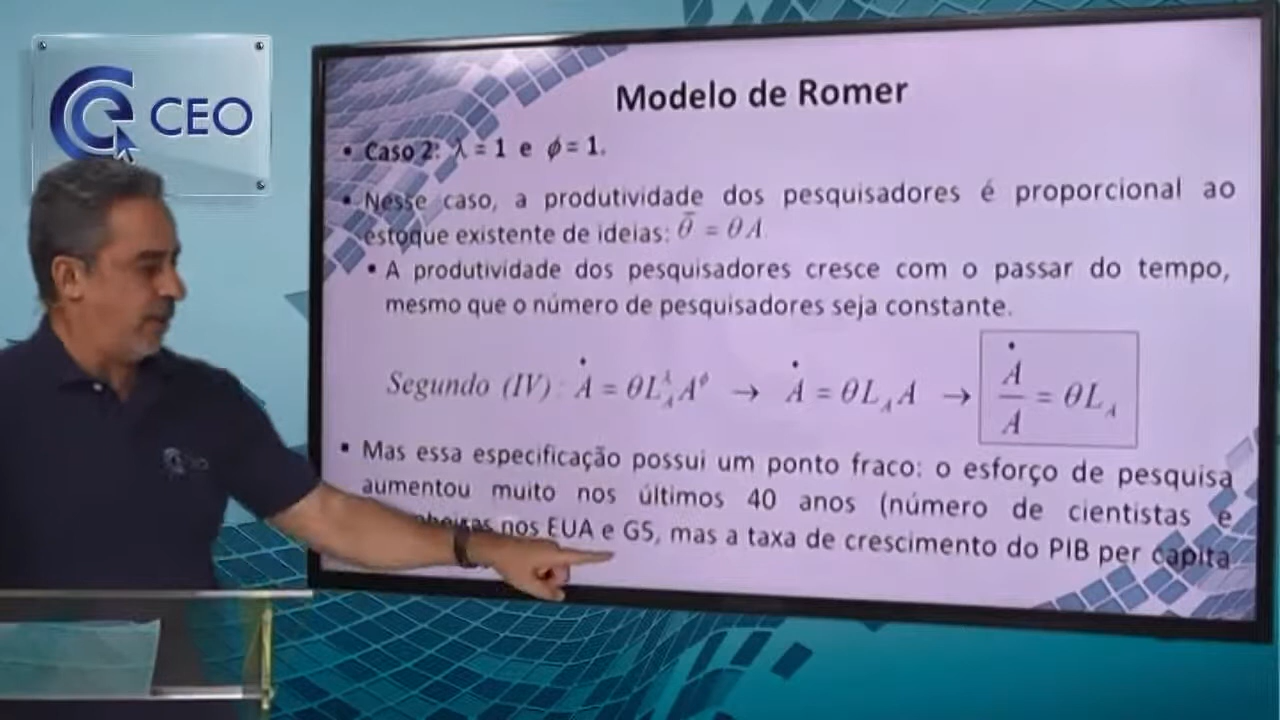 CEO
Modelo de Romer
• Caso 2: λ = 1 e ϕ = 1.
▪ Nesse caso, a produtividade dos pesquisadores é proporcional ao
estoque existente de ideias: θ̄ = θA.
▪ A produtividade dos pesquisadores cresce com o passar do tempo,
mesmo que o número de pesquisadores seja constante.
Segundo (IV): Ȧ = θL_A^λ A^ϕ → Ȧ = θL_A A → Ȧ/A = θL_A
▪ Mas essa especificação possui um ponto fraco: o esforço de pesquisa
aumentou muito nos últimos 40 anos (número de cientistas e
nos EUA e GS, mas a taxa de crescimento do PIB per capita